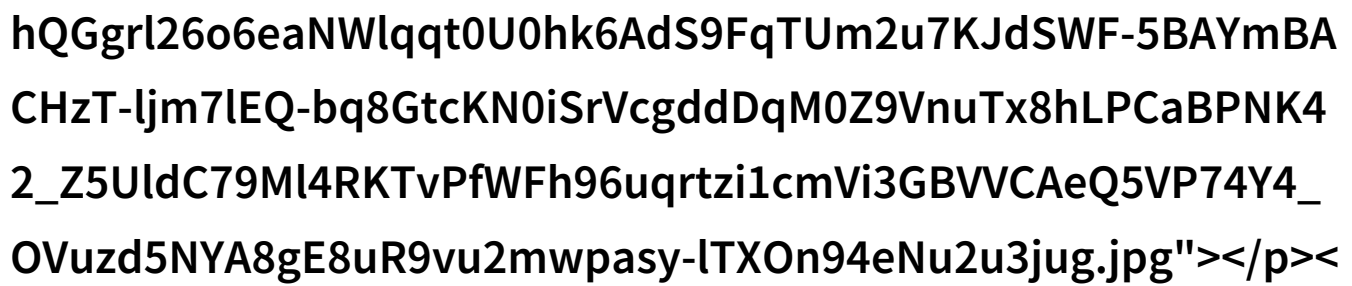 hQGgrl26o6eaNWlqqt0U0hk6AdS9FqTUm2u7KJdSWF-5BAYmBA
CHzT-ljm7lEQ-bq8GtcKN0iSrVcgddDqM0Z9VnuTx8hLPCaBPNK4
2_Z5UldC79Ml4RKTvPfWFh96uqrtzi1cmVi3GBVVCAeQ5VP74Y4_
OVuzd5NYA8gE8uR9vu2mwpasy-lTXOn94eNu2u3jug.jpg"></p><